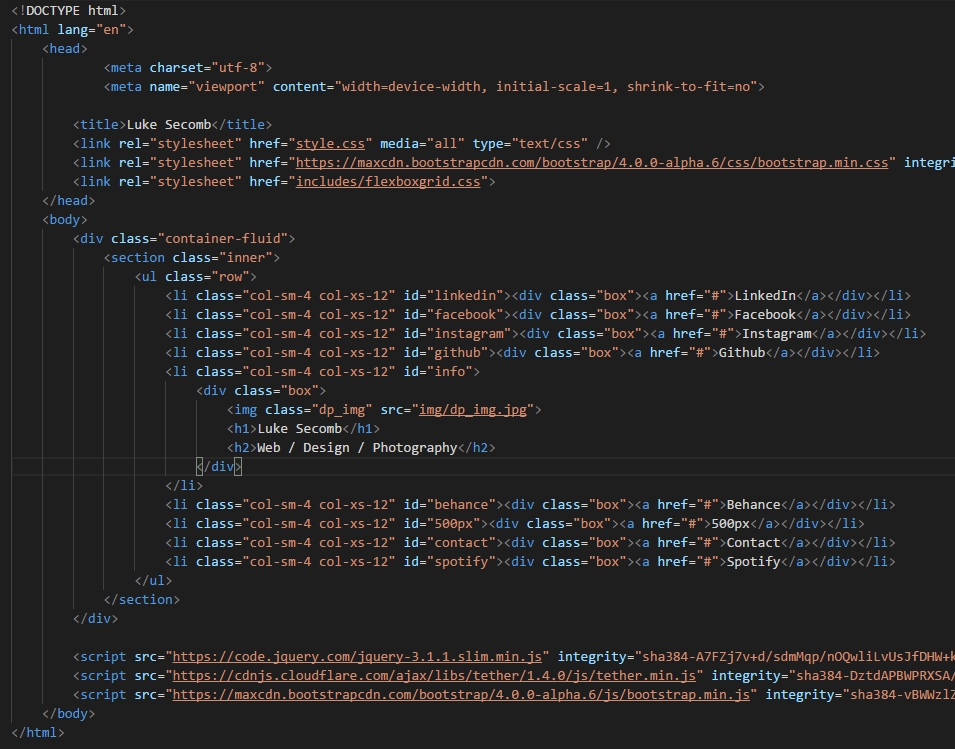 <!DOCTYPE html>
<html lang="en">
<head>
<meta charset="utf-8">
<meta name="viewport" content="width=device-width, initial-scale=1, shrink-to-fit=no">
<title>Luke Secomb</title>
<link rel="stylesheet" href="style.css" media="all" type="text/css" />
<link rel="stylesheet" href="https://maxcdn.bootstrapcdn.com/bootstrap/4.0.0-alpha.6/css/bootstrap.min.css" integri
<link rel="stylesheet" href="includes/flexboxgrid.css">
</head>
<body>
<div class="container-fluid">
<section class="inner">
<ul class="row">
<li class="col-sm-4 col-xs-12" id="linkedin"><div class="box"><a href="#">LinkedIn</a></div></li>
<li class="col-sm-4 col-xs-12" id="facebook"><div class="box"><a href="#">Facebook</a></div></li>
<li class="col-sm-4 col-xs-12" id="instagram"><div class="box"><a href="#">Instagram</a></div></li>
<li class="col-sm-4 col-xs-12" id="github"><div class="box"><a href="#">Github</a></div></li>
<li class="col-sm-4 col-xs-12" id="info">
<div class="box">
<img class="dp_img" src="img/dp_img.jpg">
<h1>Luke Secomb</h1>
<h2>Web / Design / Photography</h2>
</div>
</li>
<li class="col-sm-4 col-xs-12" id="behance"><div class="box"><a href="#">Behance</a></div></li>
<li class="col-sm-4 col-xs-12" id="500px"><div class="box"><a href="#">500px</a></div></li>
<li class="col-sm-4 col-xs-12" id="contact"><div class="box"><a href="#">Contact</a></div></li>
<li class="col-sm-4 col-xs-12" id="spotify"><div class="box"><a href="#">Spotify</a></div></li>
</ul>
</section>
</div>
<script src="https://code.jquery.com/jquery-3.1.1.slim.min.js" integrity="sha384-A7FZj7v+d/sdmMqp/nOQwliLvUsJfDHW+k
<script src="https://cdnjs.cloudflare.com/ajax/libs/tether/1.4.0/js/tether.min.js" integrity="sha384-DztdAPBWPRXSA/
<script src="https://maxcdn.bootstrapcdn.com/bootstrap/4.0.0-alpha.6/js/bootstrap.min.js" integrity="sha384-vBWWzlZ
</body>
</html>